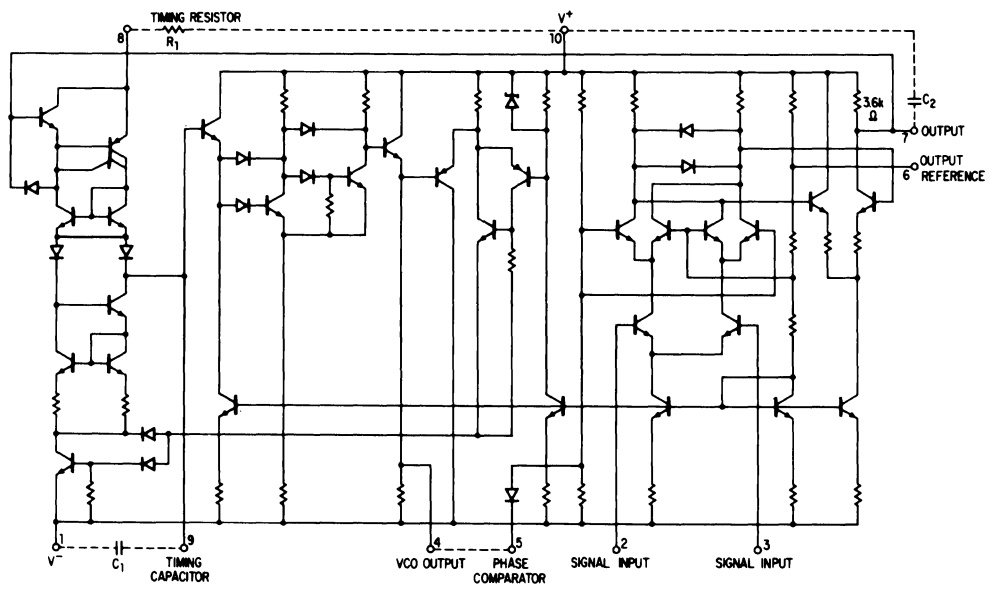 TIMING RESISTOR
V+
8
R1
10
3.6k
Ω
C2
7
OUTPUT
OUTPUT
6
REFERENCE
1
9
4
5
2
3
V−
C1
TIMING
CAPACITOR
VCO OUTPUT
PHASE
COMPARATOR
SIGNAL INPUT
SIGNAL INPUT